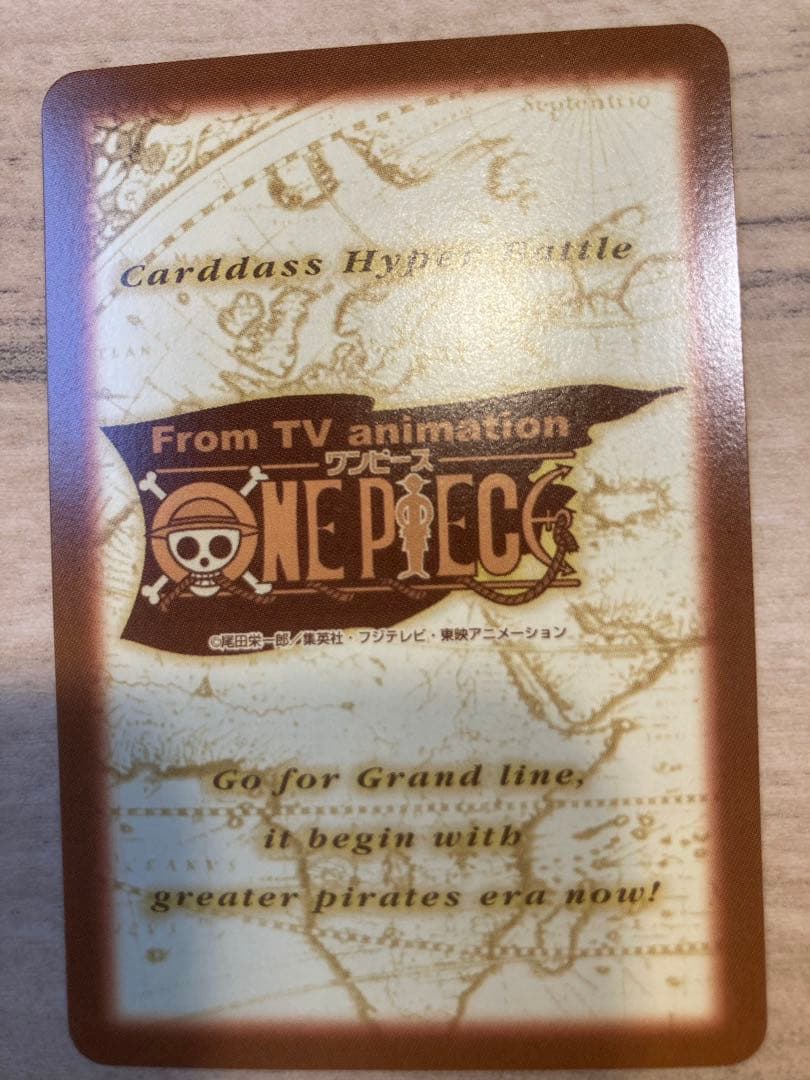 Septentrio
Carddass Hyper Battle
From TV animation
ワンピース
ONE PIECE
©尾田栄一郎／集英社・フジテレビ・東映アニメーション
Go for Grand line,
it begin with
greater pirates era now!